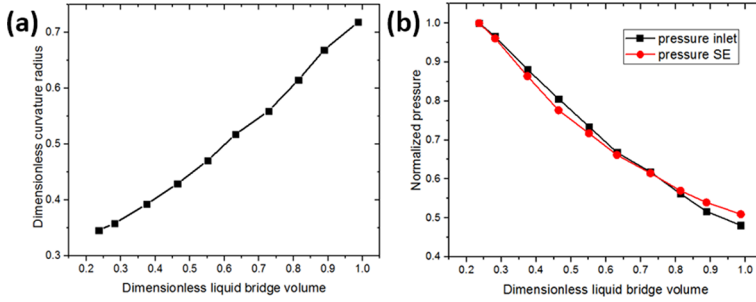 (a)
Dimensionless curvature radius
0.7
0.6
0.5
0.4
0.3
0.2 0.3 0.4 0.5 0.6 0.7 0.8 0.9 1.0
Dimensionless liquid bridge volume
(b)
Normalized pressure
1.0
0.9
0.8
0.7
0.6
0.5
0.4
pressure inlet
pressure SE
0.2 0.3 0.4 0.5 0.6 0.7 0.8 0.9 1.0
Dimensionless liquid bridge volume